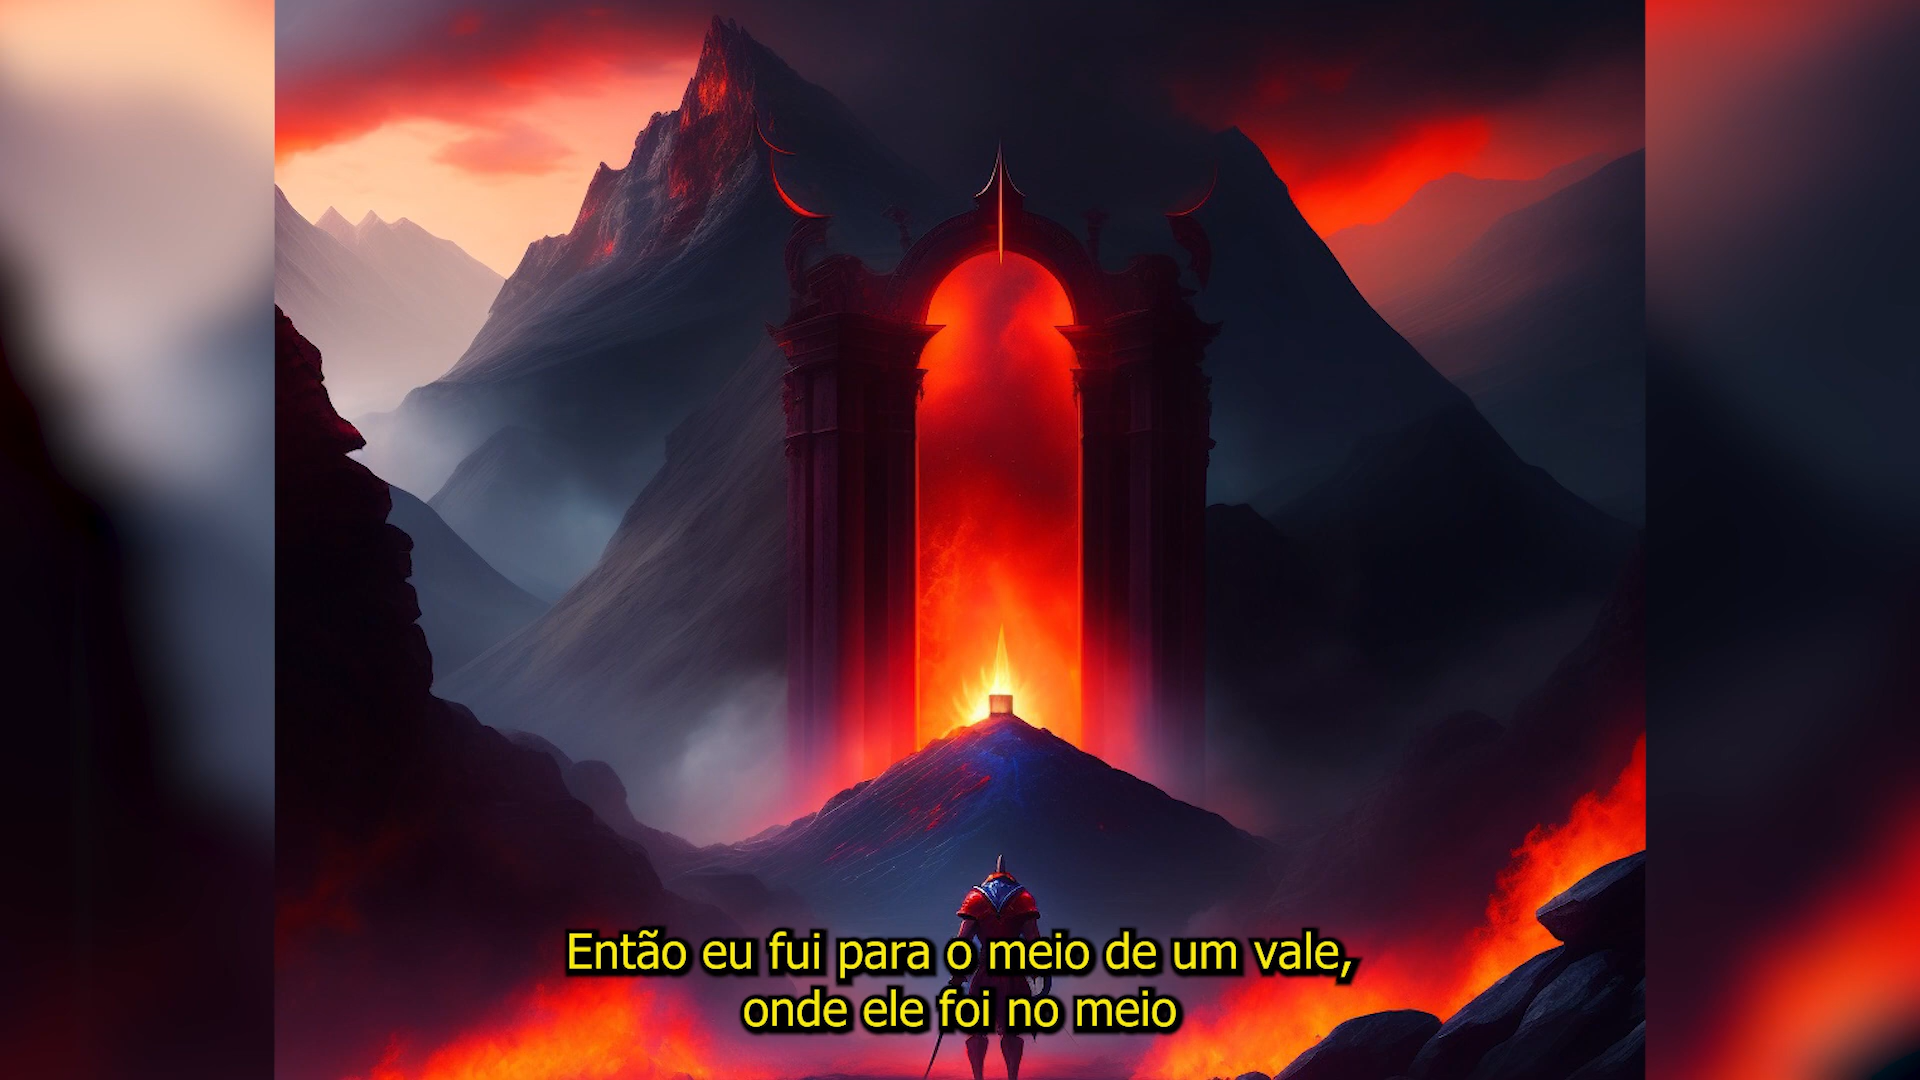 Então eu fui para o meio de um vale,
onde ele foi no meio